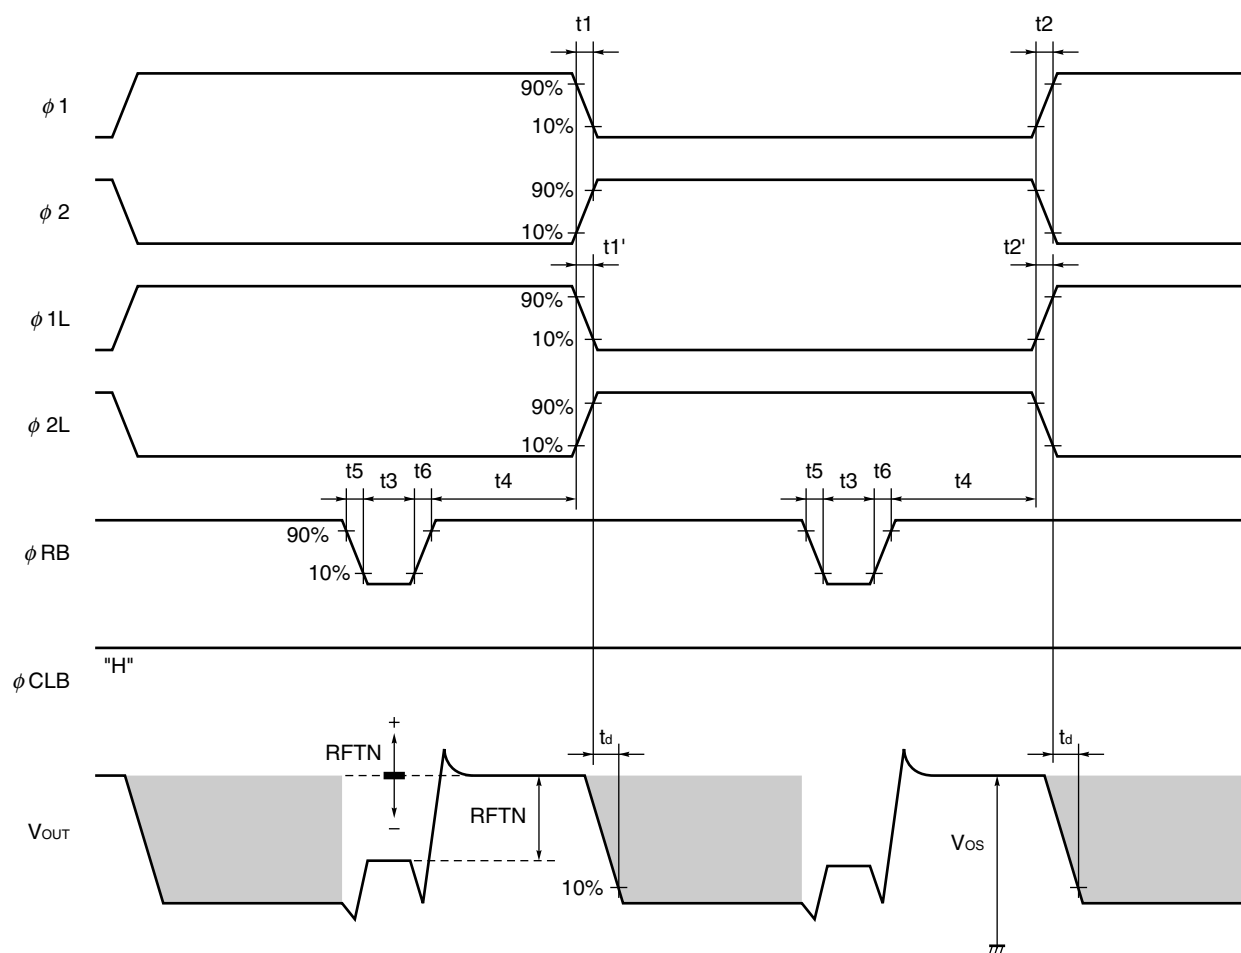 t1
t2
90%
ϕ1
10%
90%
ϕ2
10%
t1'
t2'
90%
ϕ1L
10%
90%
ϕ2L
10%
t5
t3
t6
t4
t5
t3
t6
t4
90%
ϕRB
10%
"H"
ϕCLB
+
RFTN
td
td
RFTN
−
VOUT
VOS
10%